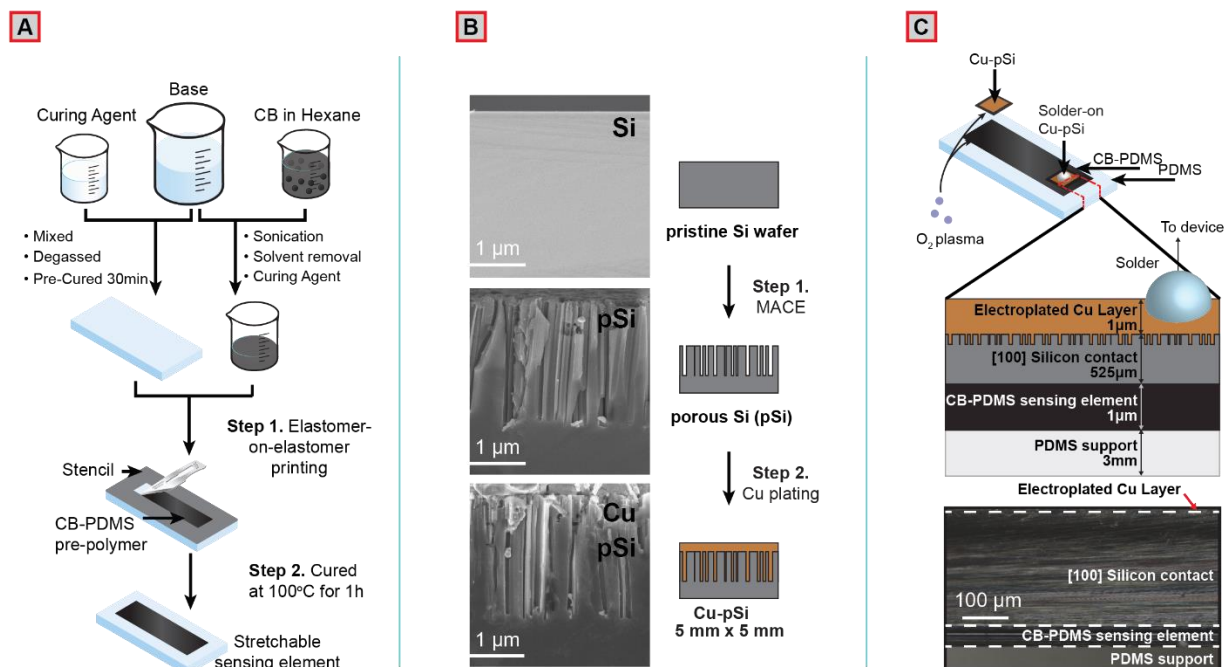 A
Curing Agent
Base
CB in Hexane
• Mixed
• Degassed
• Pre-Cured 30min
• Sonication
• Solvent removal
• Curing Agent
Step 1. Elastomer-
on-elastomer
printing
Stencil
CB-PDMS
pre-polymer
Step 2. Cured
at 100ºC for 1h
Stretchable
sensing element
B
Si
1 µm
pristine Si wafer
Step 1.
MACE
pSi
1 µm
porous Si (pSi)
Step 2.
Cu plating
Cu
pSi
1 µm
Cu-pSi
5 mm x 5 mm
C
Cu-pSi
Solder-on
Cu-pSi
CB-PDMS
PDMS
O2 plasma
To device
Solder
Electroplated Cu Layer
1µm
[100] Silicon contact
525µm
CB-PDMS sensing element
1µm
PDMS support
3mm
Electroplated Cu Layer
[100] Silicon contact
100 µm
CB-PDMS sensing element
PDMS support